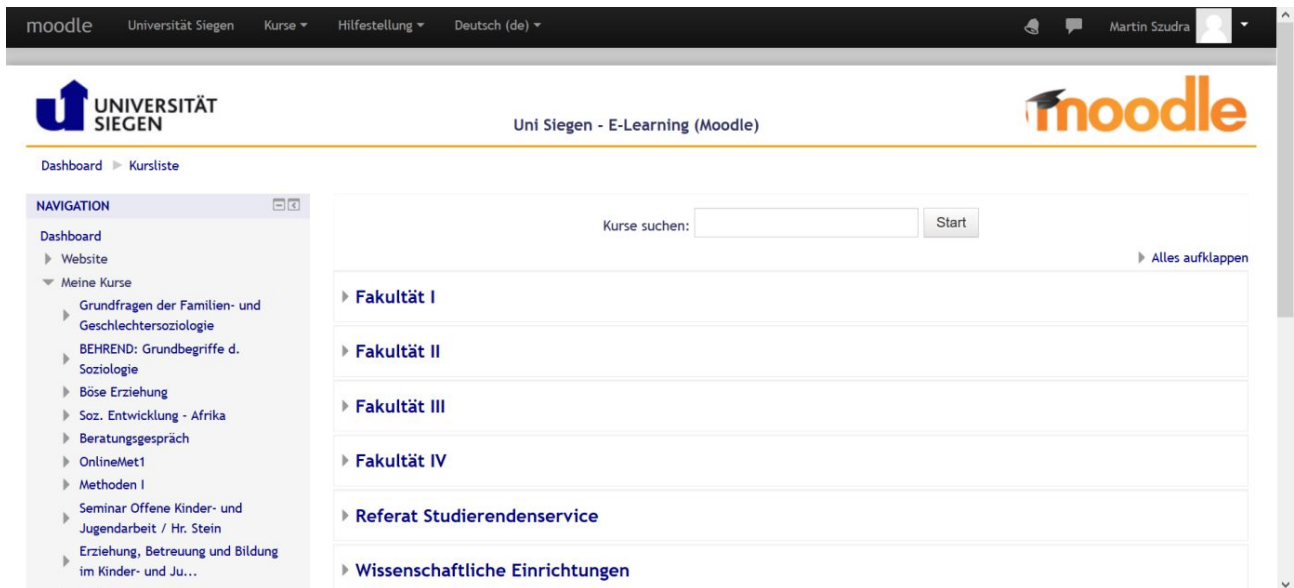 moodle Universität Siegen Kurse Hilfestellung Deutsch (de) Martin Szudra
UNIVERSITÄT
SIEGEN
Uni Siegen - E-Learning (Moodle)
moodle
Dashboard Kursliste
NAVIGATION
Dashboard
Website
Meine Kurse
Grundfragen der Familien- und
Geschlechtersoziologie
BEHREND: Grundbegriffe d.
Soziologie
Böse Erziehung
Soz. Entwicklung - Afrika
Beratungsgespräch
OnlineMet1
Methoden I
Seminar Offene Kinder- und
Jugendarbeit / Hr. Stein
Erziehung, Betreuung und Bildung
im Kinder- und Ju...
Kurse suchen: Start
Alles aufklappen
Fakultät I
Fakultät II
Fakultät III
Fakultät IV
Referat Studierendenservice
Wissenschaftliche Einrichtungen